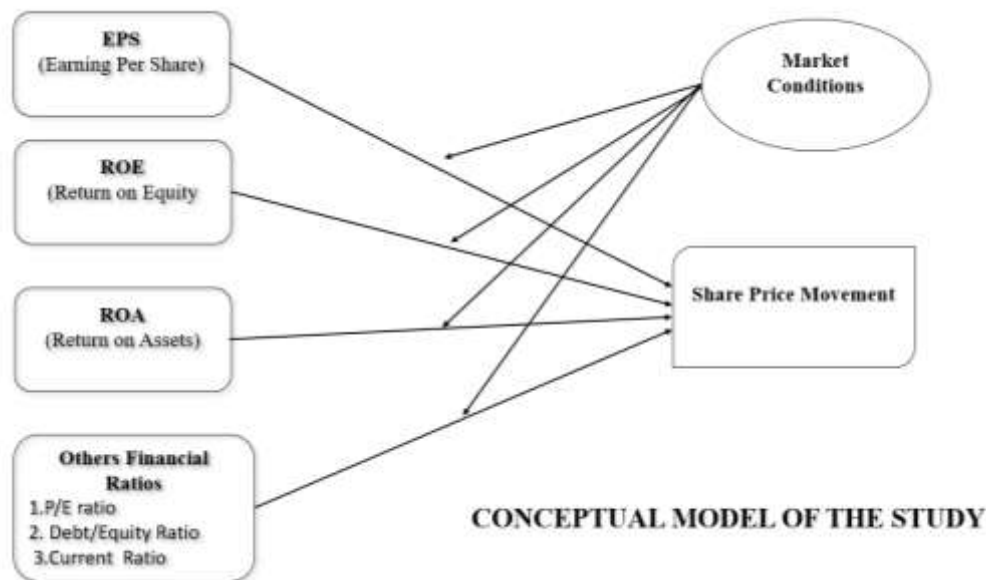 EPS
(Earning Per Share)
ROE
(Return on Equity
ROA
(Return on Assets)
Others Financial
Ratios
1.P/E ratio
2. Debt/Equity Ratio
3.Current Ratio
Market
Conditions
Share Price Movement
CONCEPTUAL MODEL OF THE STUDY